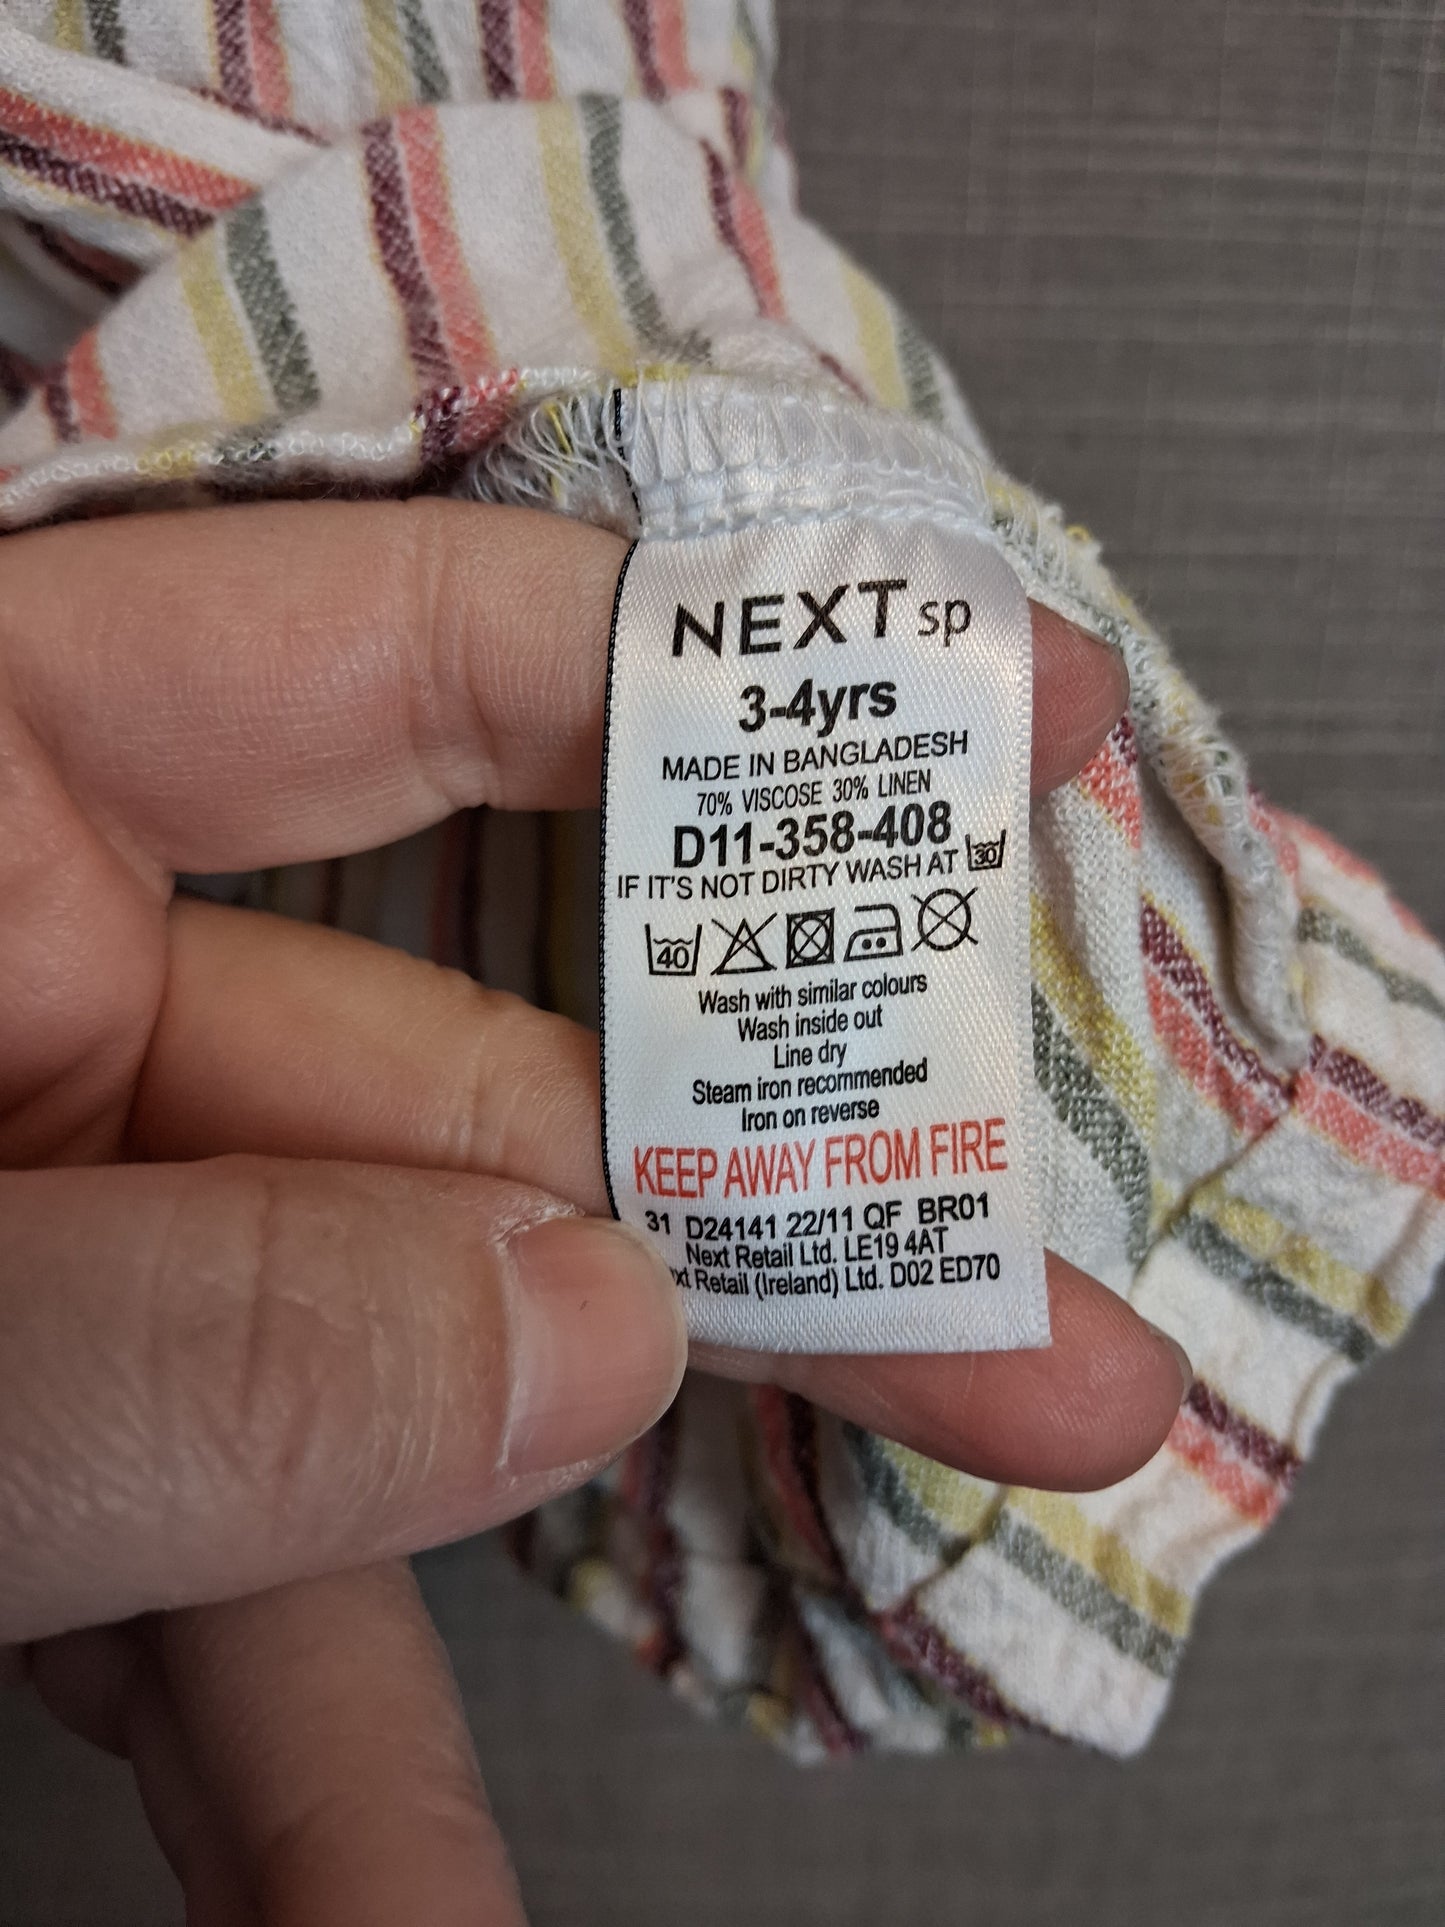 NEXT sp
3-4yrs
MADE IN BANGLADESH
70% VISCOSE 30% LINEN
D11-358-408
IF IT'S NOT DIRTY WASH AT 30
40
Wash with similar colours
Wash inside out
Line dry
Steam iron recommended
Iron on reverse
KEEP AWAY FROM FIRE
31 D24141 22/11 QF BR01
Next Retail Ltd. LE19 4AT
Retail (Ireland) Ltd. D02 ED70